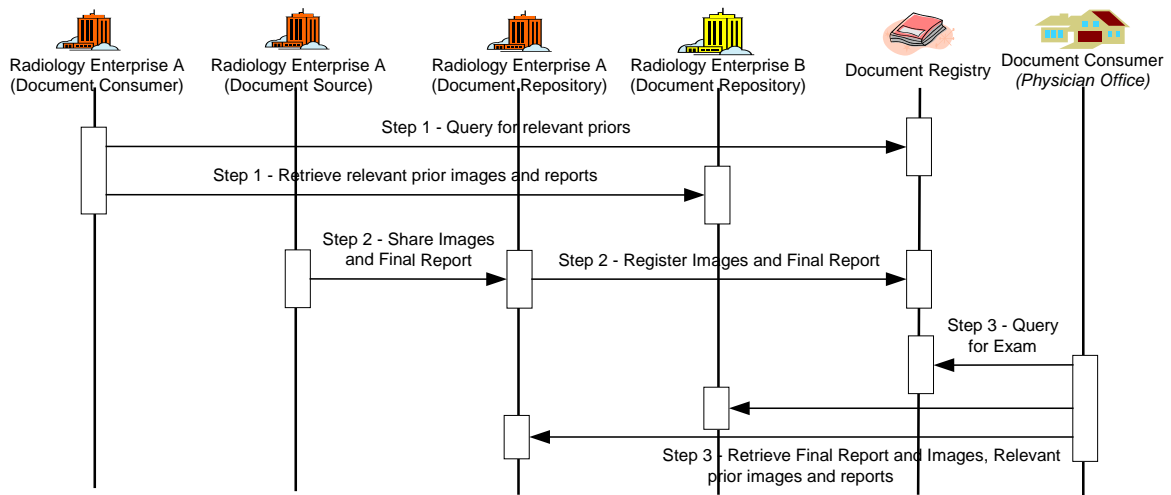 Radiology Enterprise A
(Document Consumer)
Radiology Enterprise A
(Document Source)
Radiology Enterprise A
(Document Repository)
Radiology Enterprise B
(Document Repository)
Document Registry
Document Consumer
(Physician Office)
Step 1 - Query for relevant priors
Step 1 - Retrieve relevant prior images and reports
Step 2 - Share Images
and Final Report
Step 2 - Register Images and Final Report
Step 3 - Query
for Exam
Step 3 - Retrieve Final Report and Images, Relevant
prior images and reports